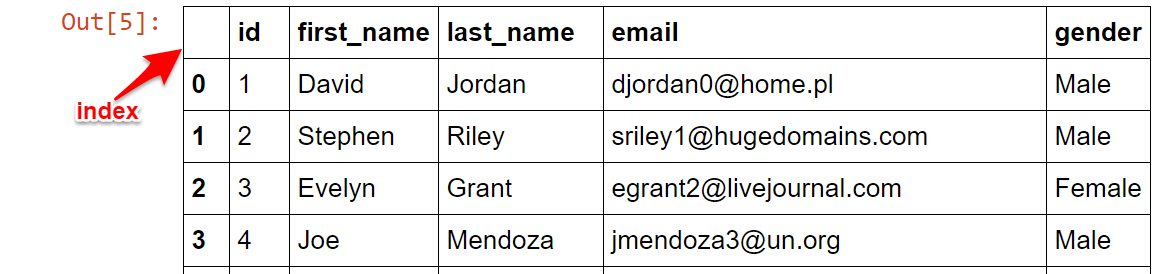 Out[5]:
id first_name last_name email gender
0 1 David Jordan djordan0@home.pl Male
index
1 2 Stephen Riley sriley1@hugedomains.com Male
2 3 Evelyn Grant egrant2@livejournal.com Female
3 4 Joe Mendoza jmendoza3@un.org Male